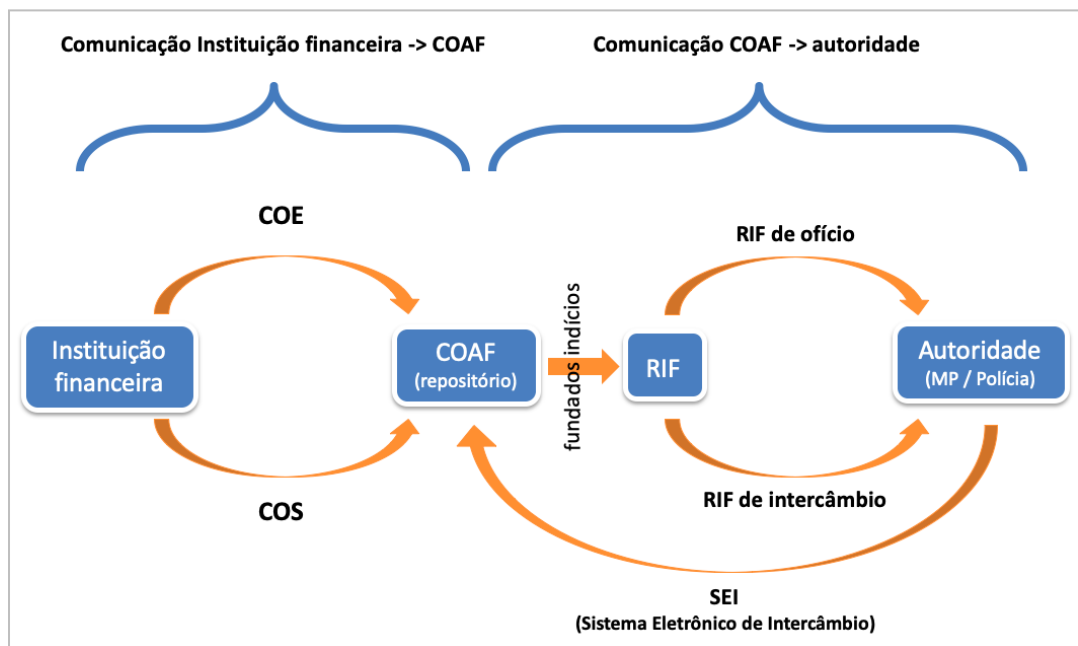 Comunicação Instituição financeira -> COAF
Comunicação COAF -> autoridade
COE
RIF de ofício
Instituição
financeira
COAF
(repositório)
fundados indícios
RIF
Autoridade
(MP / Polícia)
COS
RIF de intercâmbio
SEI
(Sistema Eletrônico de Intercâmbio)